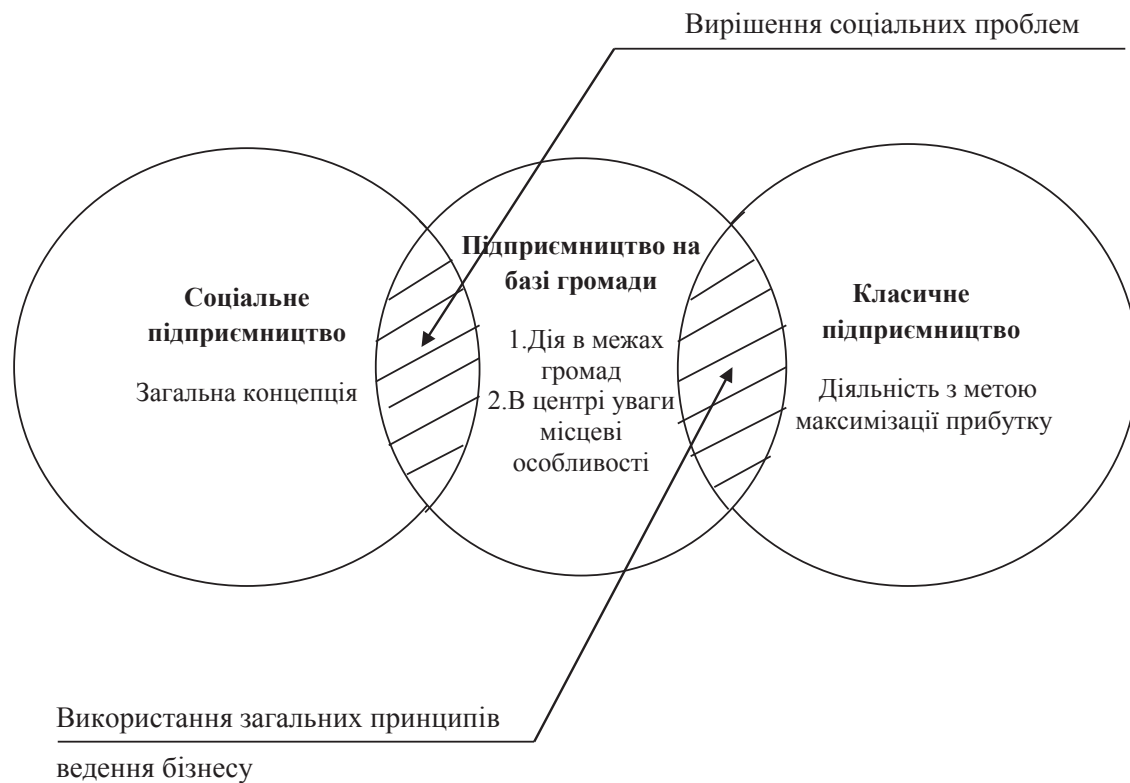 Вирішення соціальних проблем
Соціальне
підприємництво
Загальна концепція
Підприємництво на
базі громади
1.Дія в межах
громад
2.В центрі уваги
місцеві
особливості
Класичне
підприємництво
Діяльність з метою
максимізації прибутку
Використання загальних принципів
ведення бізнесу